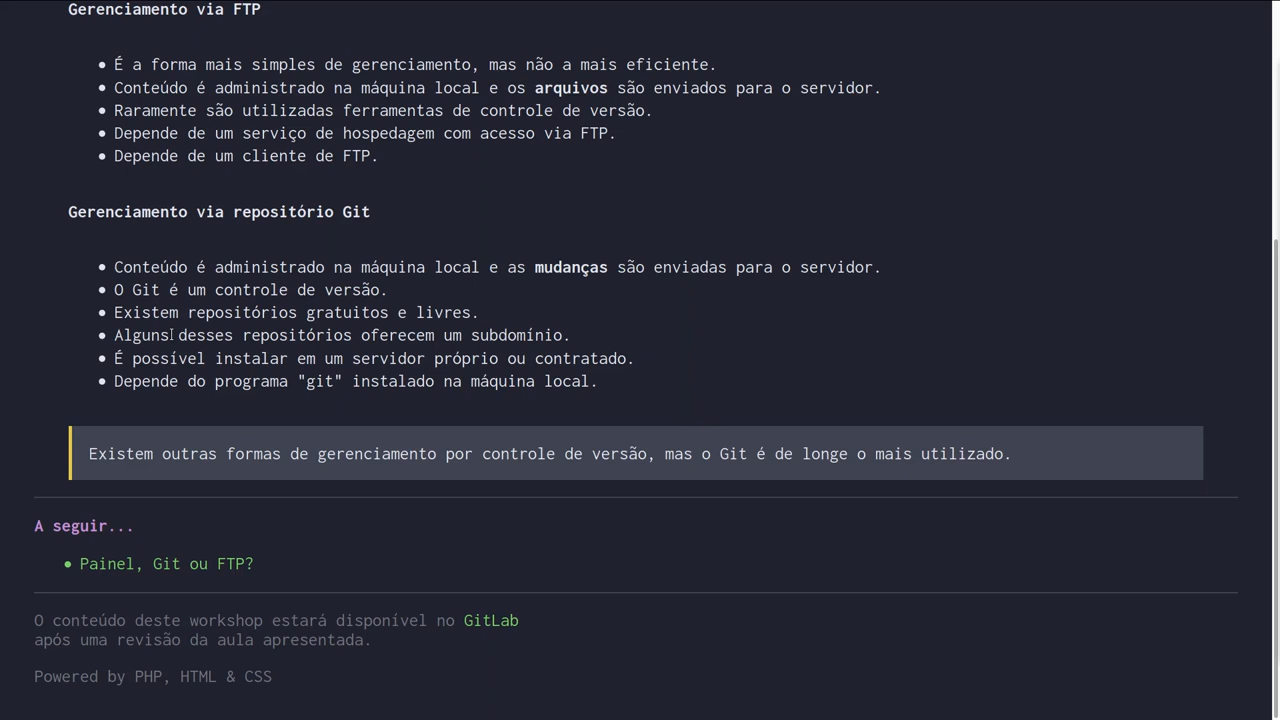 Gerenciamento via FTP
• É a forma mais simples de gerenciamento, mas não a mais eficiente.
• Conteúdo é administrado na máquina local e os arquivos são enviados para o servidor.
• Raramente são utilizadas ferramentas de controle de versão.
• Depende de um serviço de hospedagem com acesso via FTP.
• Depende de um cliente de FTP.
Gerenciamento via repositório Git
• Conteúdo é administrado na máquina local e as mudanças são enviadas para o servidor.
• O Git é um controle de versão.
• Existem repositórios gratuitos e livres.
• Alguns desses repositórios oferecem um subdomínio.
• É possível instalar em um servidor próprio ou contratado.
• Depende do programa "git" instalado na máquina local.
Existem outras formas de gerenciamento por controle de versão, mas o Git é de longe o mais utilizado.
A seguir...
• Painel, Git ou FTP?
O conteúdo deste workshop estará disponível no GitLab
após uma revisão da aula apresentada.
Powered by PHP, HTML & CSS